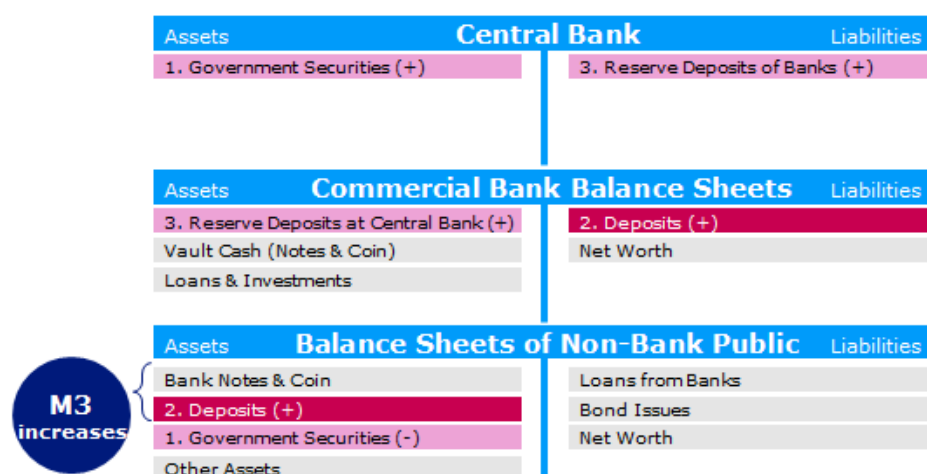 Assets Central Bank Liabilities
1. Government Securities (+) 3. Reserve Deposits of Banks (+)
Assets Commercial Bank Balance Sheets Liabilities
3. Reserve Deposits at Central Bank (+) 2. Deposits (+)
Vault Cash (Notes & Coin) Net Worth
Loans & Investments
Assets Balance Sheets of Non-Bank Public Liabilities
Bank Notes & Coin Loans from Banks
M3
increases
2. Deposits (+) Bond Issues
1. Government Securities (-) Net Worth
Other Assets